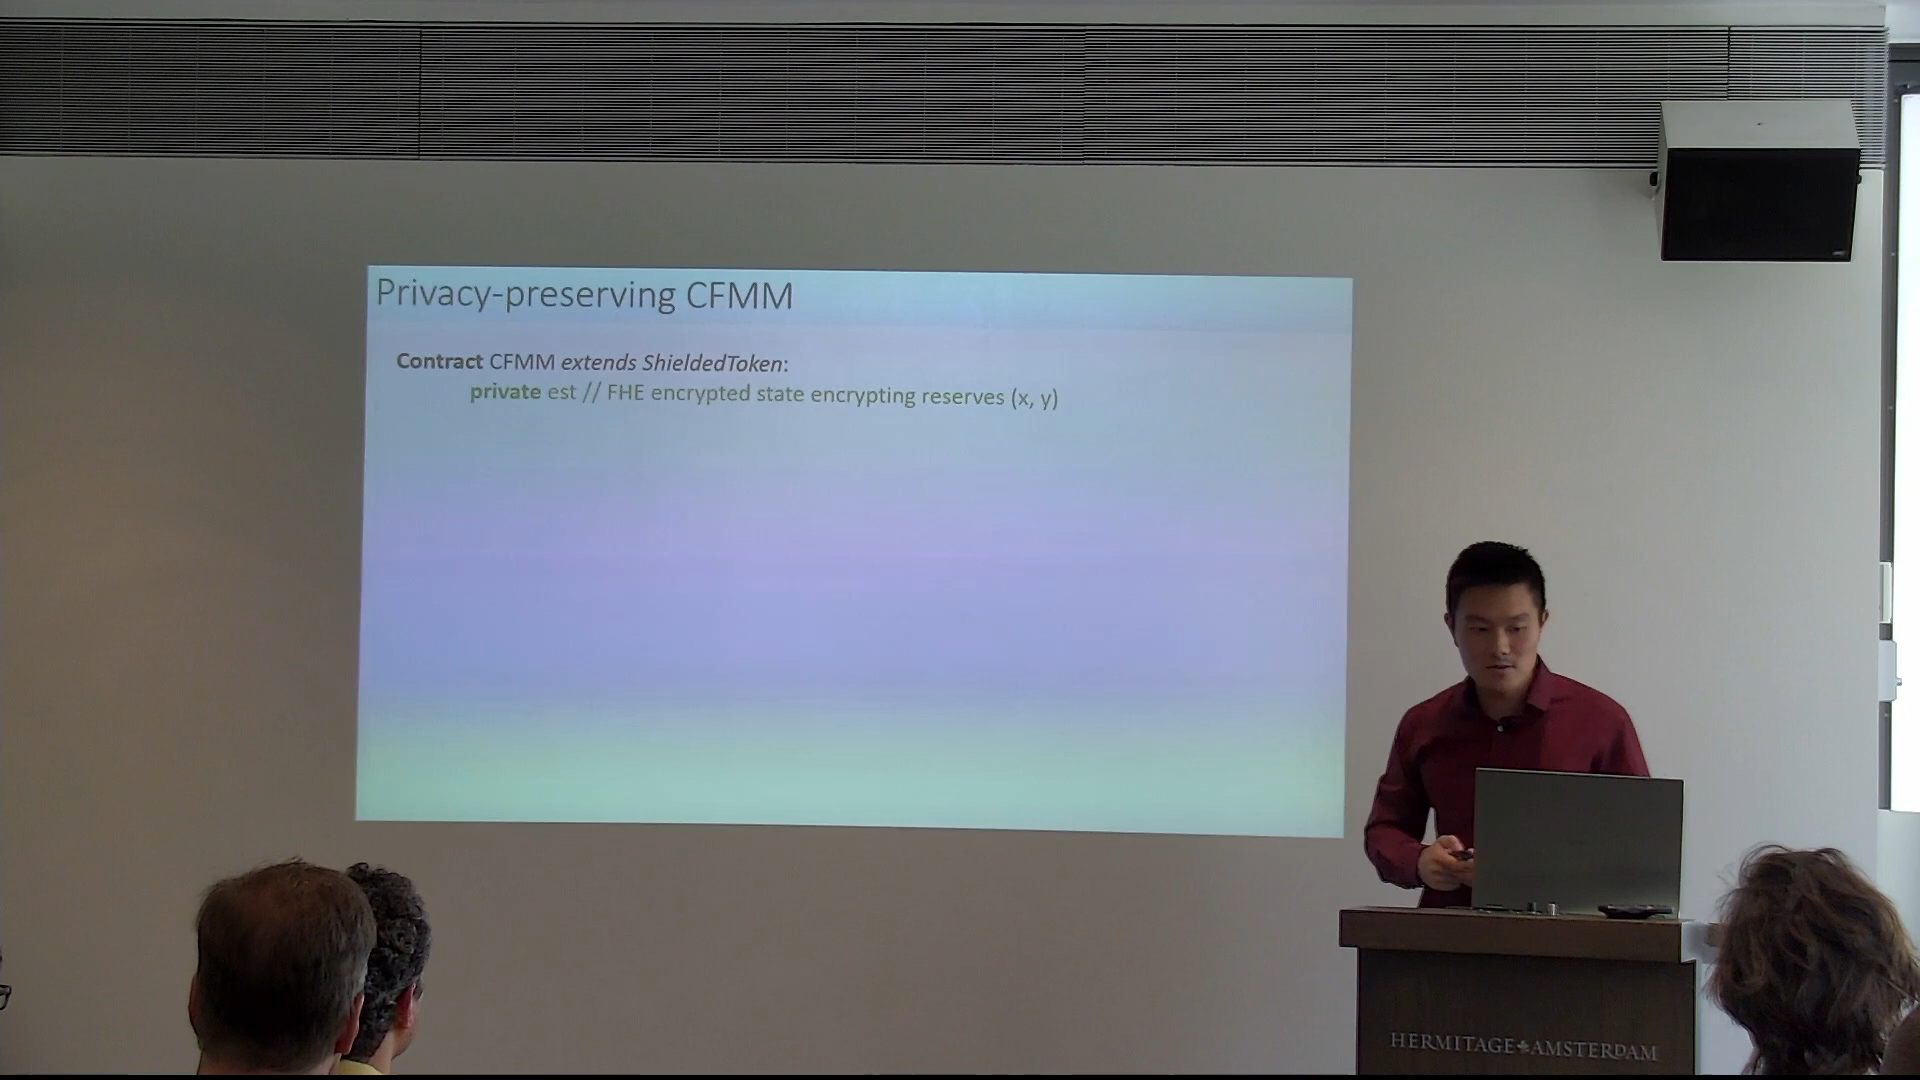 Privacy-preserving CFMM
Contract CFMM extends ShieldedToken:
private est // FHE encrypted state encrypting reserves (x, y)
HERMITAGE AMSTERDAM